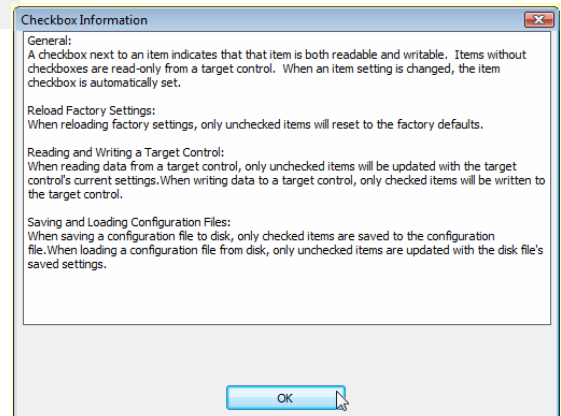 Checkbox Information
General:
A checkbox next to an item indicates that that item is both readable and writable.  Items without
checkboxes are read-only from a target control.  When an item setting is changed, the item
checkbox is automatically set.
Reload Factory Settings:
When reloading factory settings, only unchecked items will reset to the factory defaults.
Reading and Writing a Target Control:
When reading data from a target control, only unchecked items will be updated with the target
control's current settings.When writing data to a target control, only checked items will be written to
the target control.
Saving and Loading Configuration Files:
When saving a configuration file to disk, only checked items are saved to the configuration
file.When loading a configuration file from disk, only unchecked items are updated with the disk file's
saved settings.
OK